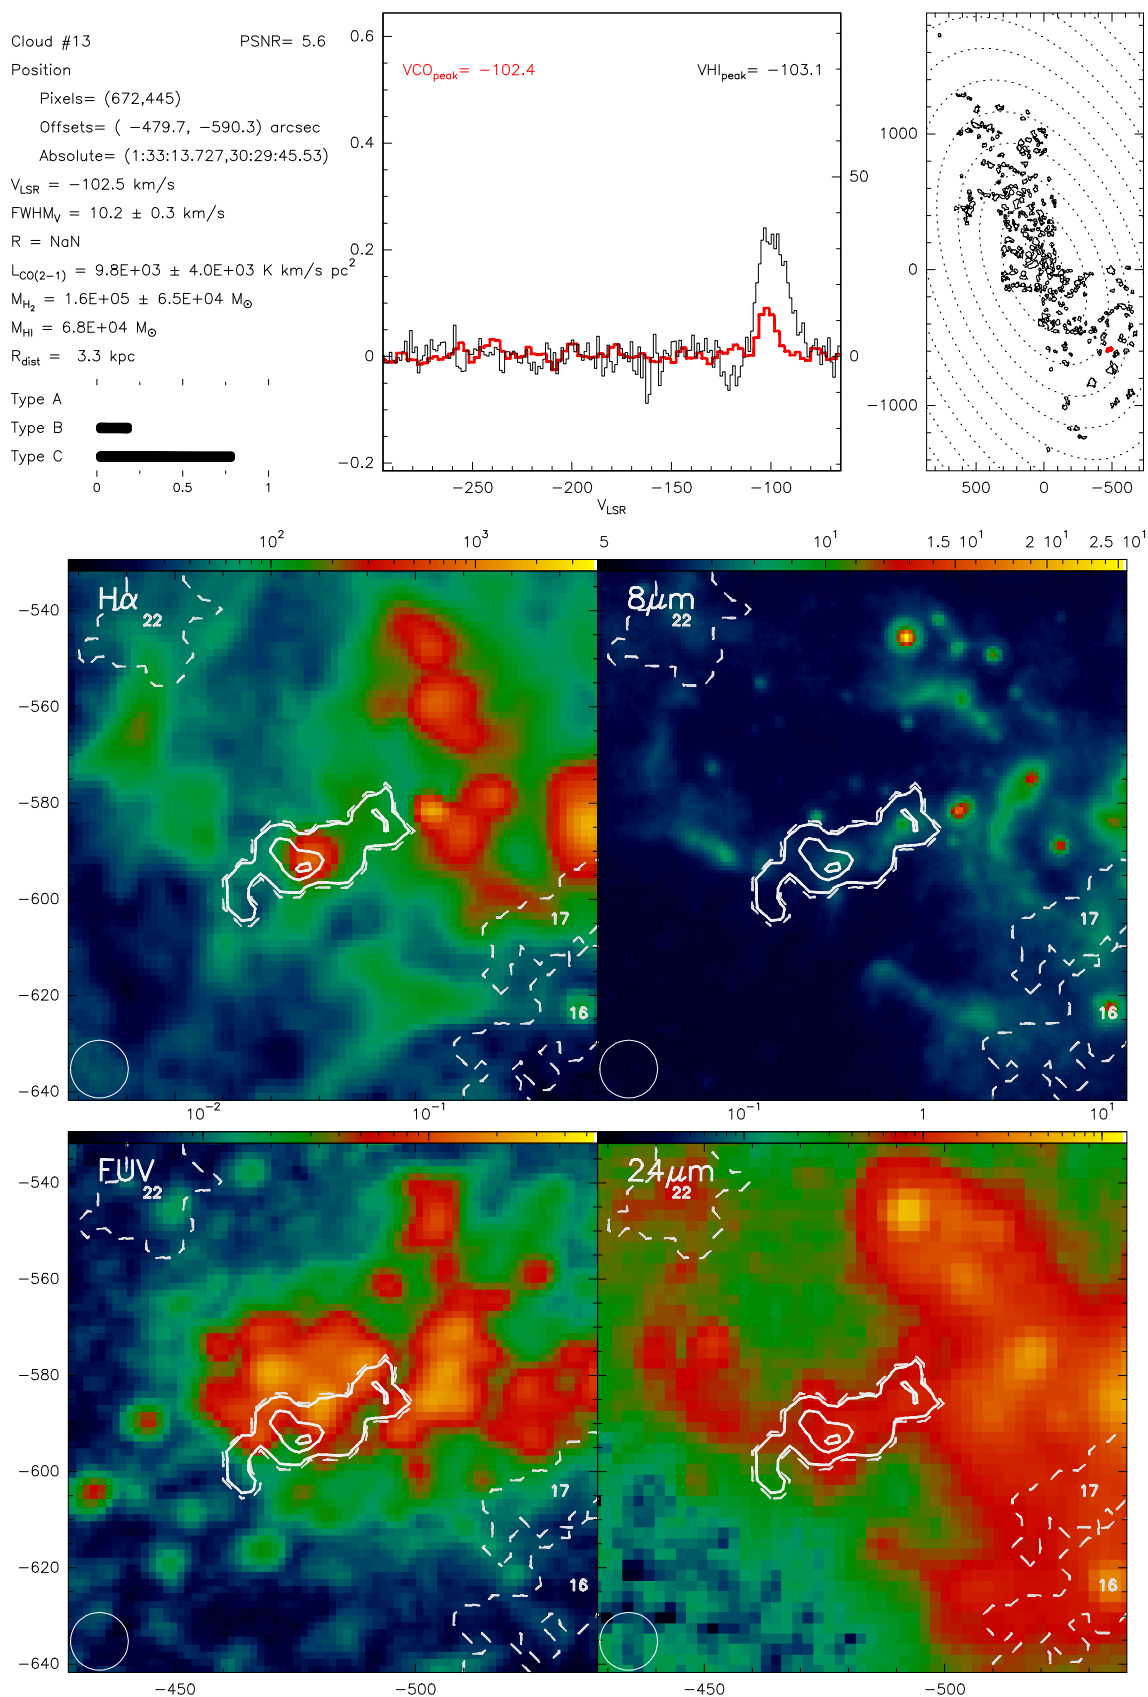 Cloud #13 PSNR= 5.6
Position
Pixels= (672,445)
Offsets= ( −479.7, −590.3) arcsec
Absolute= (1:33:13.727,30:29:45.53)
V_LSR = −102.5 km/s
FWHM_V = 10.2 ± 0.3 km/s
R = NaN
L_CO(2−1) = 9.8E+03 ± 4.0E+03 K km/s pc²
M_H₂ = 1.6E+05 ± 6.5E+04 M☉
M_HI = 6.8E+04 M☉
R_dist = 3.3 kpc
Type A
Type B
Type C
0 0.5 1
VCO_peak= −102.4 VHI_peak= −103.1
0.6
0.4
0.2
0
−0.2
50
0
−250 −200 −150 −100
V_LSR
1000
0
−1000
500 0 −500
10² 10³
5 10¹ 1.5 10¹ 2 10¹ 2.5 10¹
Hα
22
17
16
−540
−560
−580
−600
−620
−640
8μm
22
17
16
10⁻² 10⁻¹
10⁻¹ 1 10¹
FUV
22
17
16
−540
−560
−580
−600
−620
−640
24μm
22
17
16
−450 −500
−450 −500